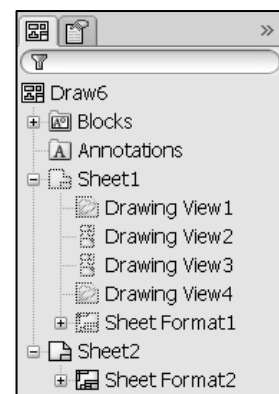 Draw6
Blocks
Annotations
Sheet1
Drawing View1
Drawing View2
Drawing View3
Drawing View4
Sheet Format1
Sheet2
Sheet Format2